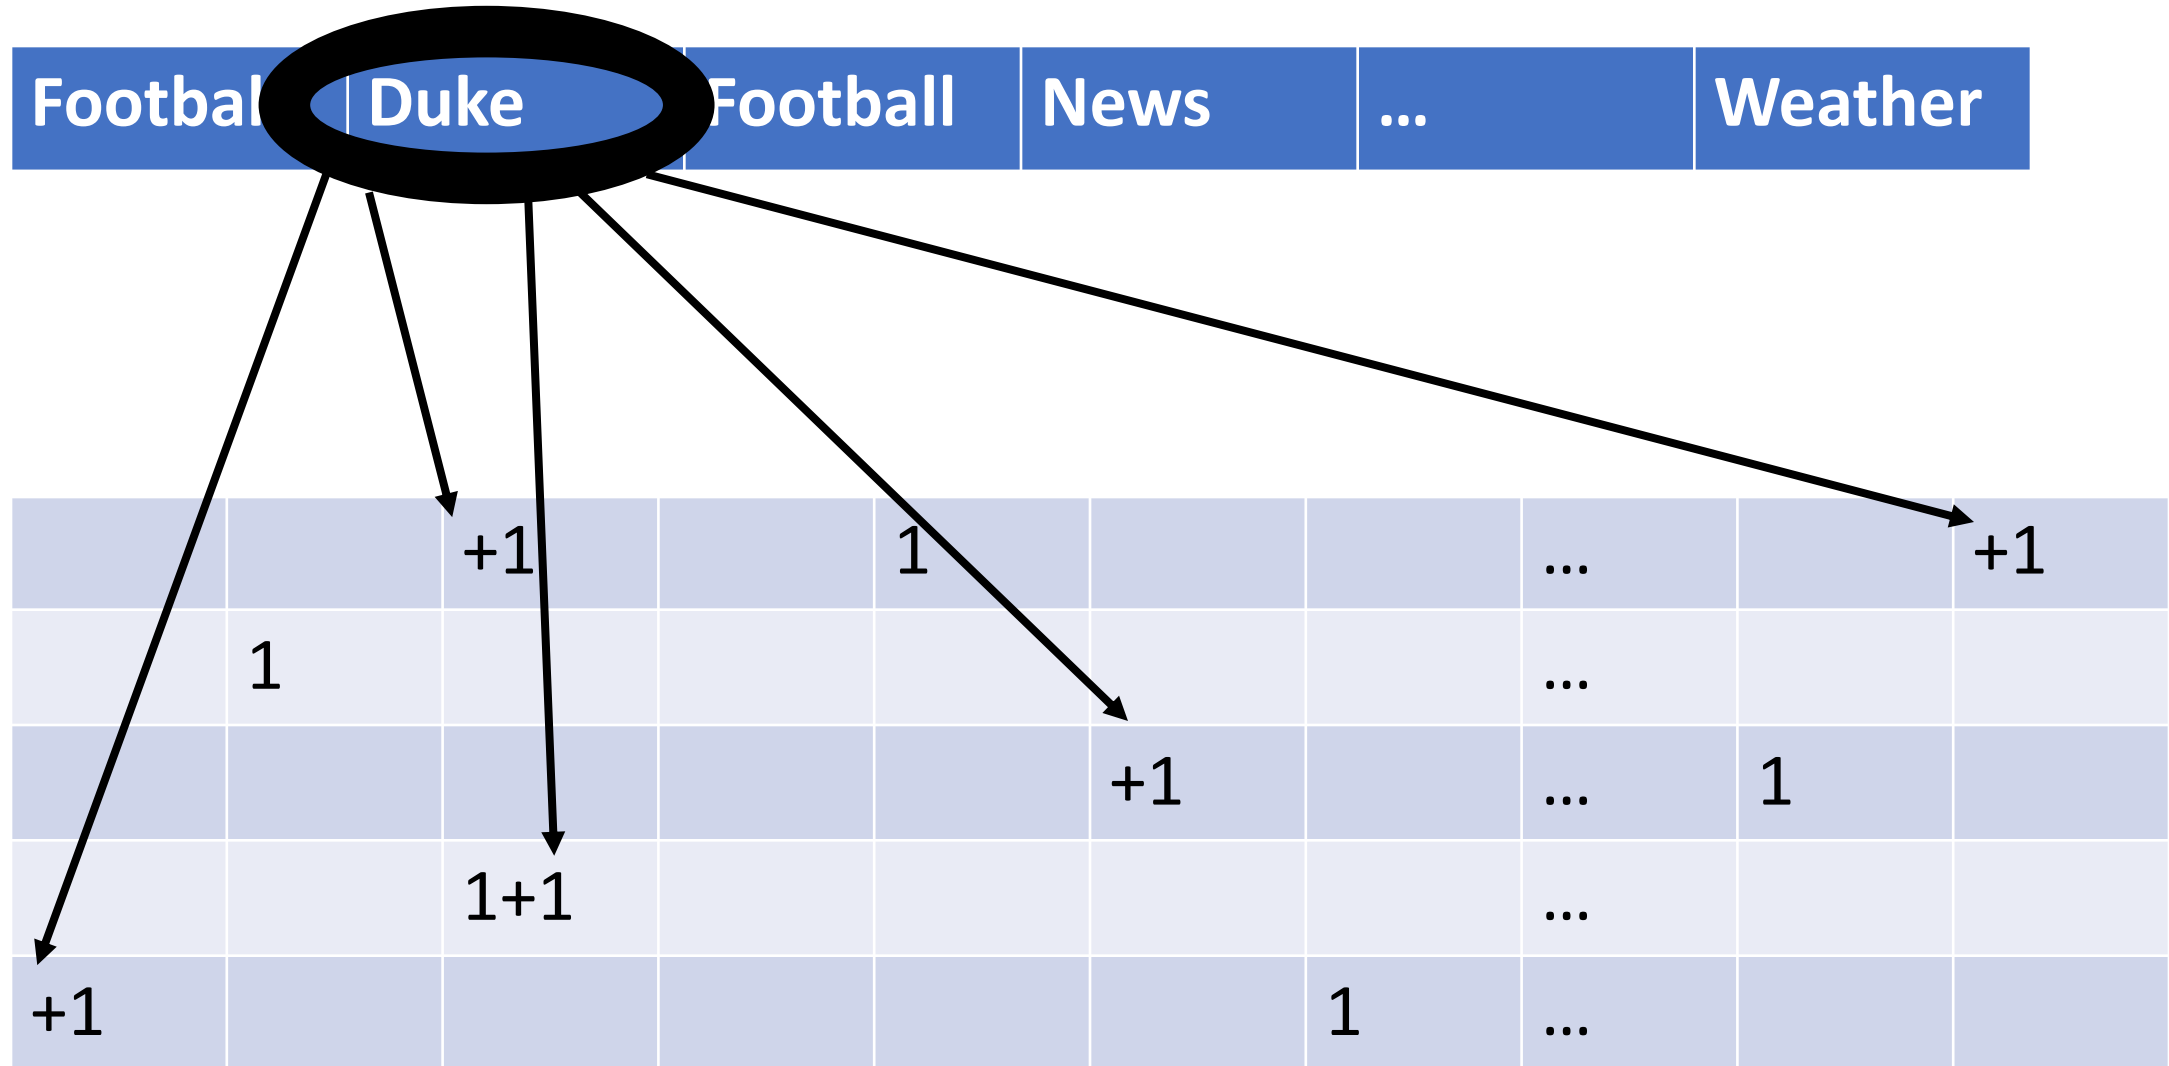 Footbal Duke Football News ... Weather
+1 1 ... +1
1 ...
+1 ... 1
1+1 ...
+1 1 ...